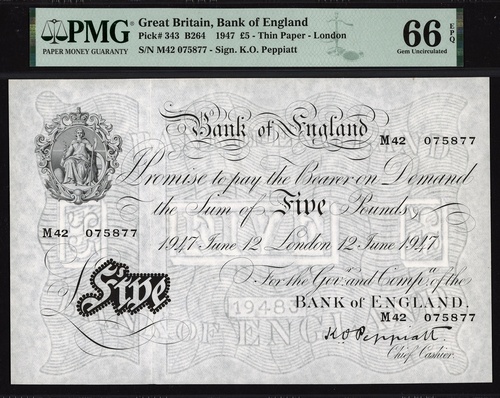 PMG
PAPER MONEY GUARANTY
Great Britain, Bank of England
Pick# 343 B264 1947 £5 - Thin Paper - London
S/N M42 075877 - Sign. K.O. Peppiatt
66 EPQ
Gem Uncirculated
Bank of England
M42 075877
I Promise to pay the Bearer on Demand
the Sum of Five Pounds
M42 075877
1947 June 12 London 12 June 1947
For the Govr. and Compa. of the
BANK OF ENGLAND.
£ Five
M42 075877
K.O. Peppiatt
Chief Cashier.